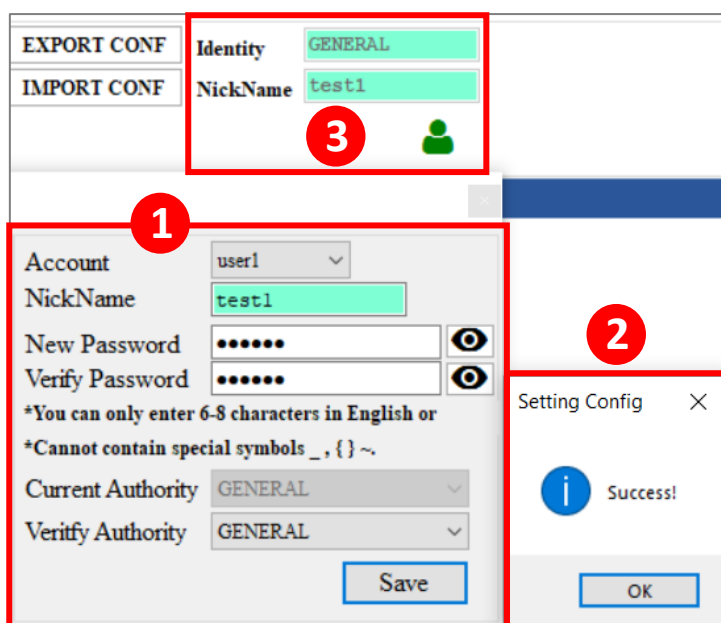 EXPORT CONF
IMPORT CONF
Identity GENERAL
NickName test1
3
1
Account user1
NickName test1
New Password ••••••
Verify Password ••••••
*You can only enter 6-8 characters in English or
*Cannot contain special symbols _ , { } ~.
Current Authority GENERAL
Veritfy Authority GENERAL
Save
2
Setting Config
Success!
OK